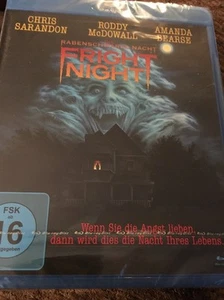 CHRIS SARANDON RODDY McDOWALL AMANDA BEARSE
FRIGHT
NIGHT
FSK
16
Wenn Sie die Angst lieben
dann wird dies die Nacht Ihres Lebens.